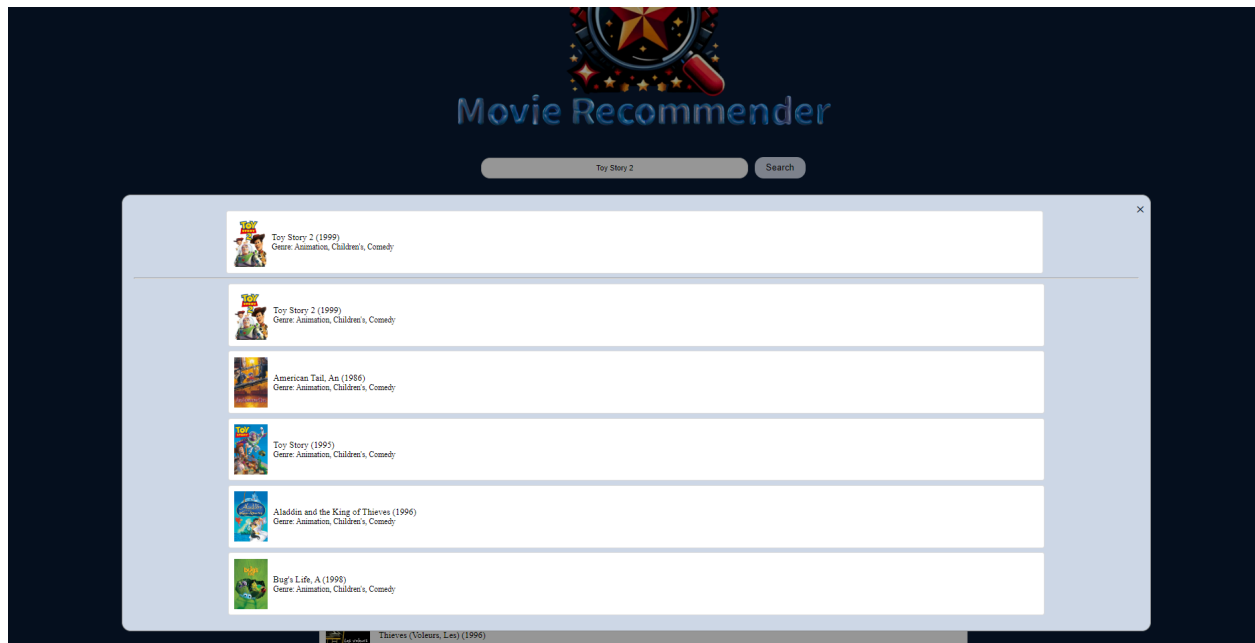 Movie Recommender
Toy Story 2
Search
×
Toy Story 2 (1999)
Genre: Animation, Children's, Comedy
Toy Story 2 (1999)
Genre: Animation, Children's, Comedy
American Tail, An (1986)
Genre: Animation, Children's, Comedy
Toy Story (1995)
Genre: Animation, Children's, Comedy
Aladdin and the King of Thieves (1996)
Genre: Animation, Children's, Comedy
Bug's Life, A (1998)
Genre: Animation, Children's, Comedy
Thieves (Voleurs, Les) (1996)